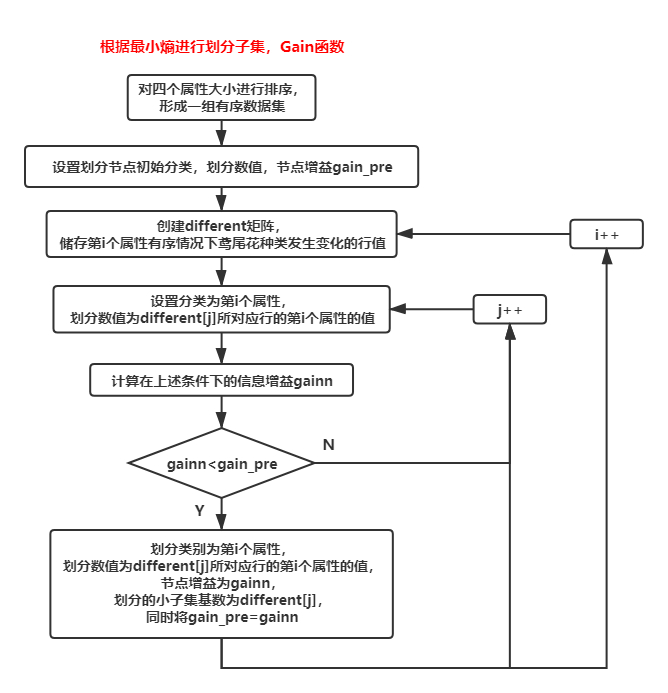 根据最小熵进行划分子集，Gain函数
对四个属性大小进行排序，
形成一组有序数据集
设置划分节点初始分类，划分数值，节点增益gain_pre
创建different矩阵，
储存第i个属性有序情况下鸢尾花种类发生变化的行值
i++
设置分类为第i个属性，
划分数值为different[j]所对应行的第i个属性的值
j++
计算在上述条件下的信息增益gainn
gainn<gain_pre
N
Y
划分类别为第i个属性，
划分数值为different[j]所对应行的第i个属性的值，
节点增益为gainn，
划分的小子集基数为different[j]，
同时将gain_pre=gainn